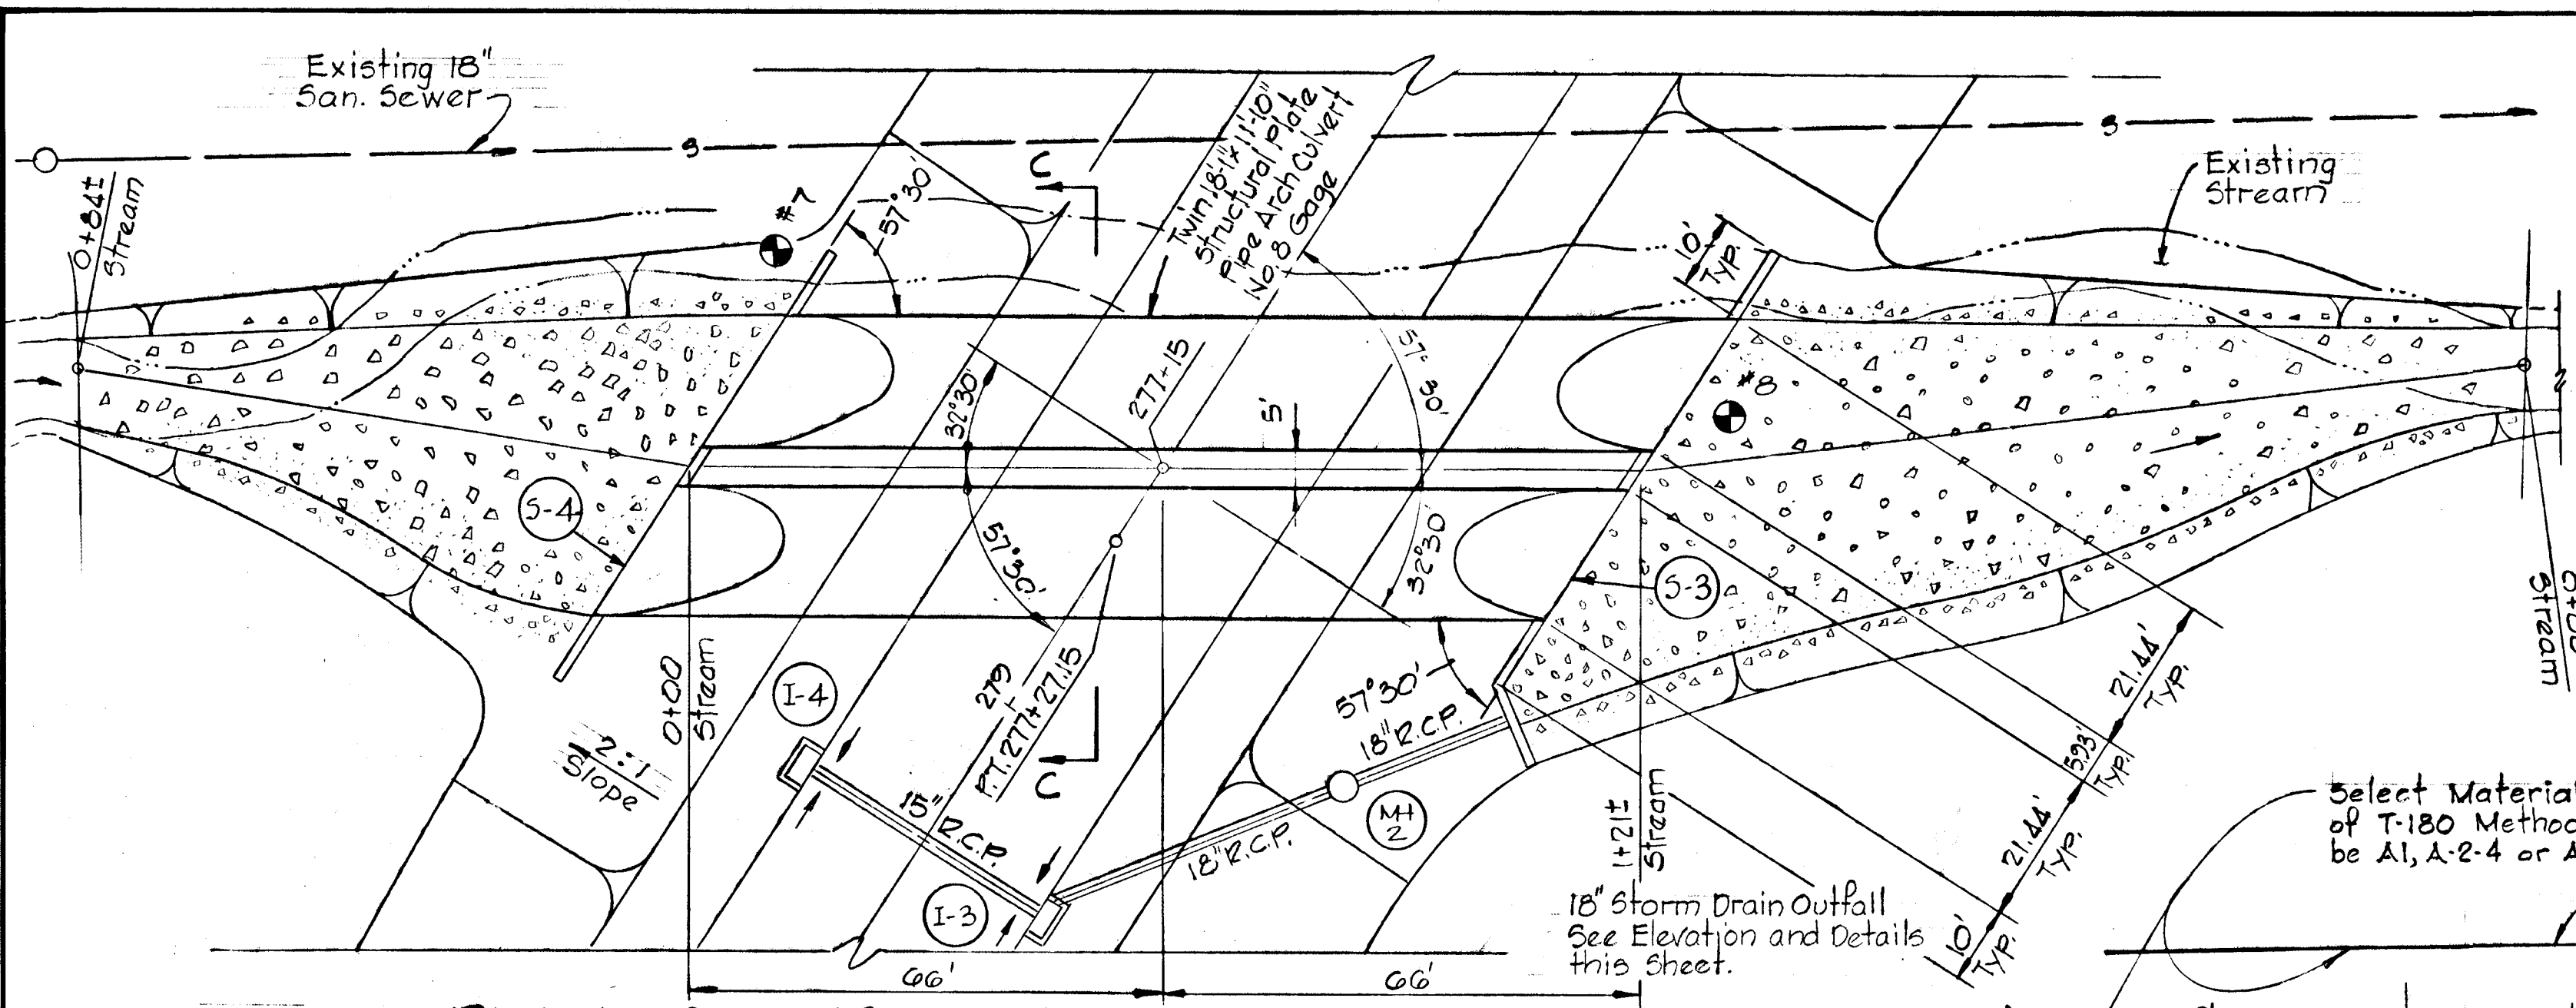 Existing 18"
San. Sewer
S
S
0+84±
Stream
#7
57°30'
C
Twin 18'-1" x 11'-10"
Structural Plate
Pipe Arch Culvert
No. 8 Gage
10'
TYP.
Existing
Stream
277+15
32°30'
5'
57° 30'
#8
S-4
57°30'
32°30'
S-3
Stream
0+00
Stream
I-4
279
P.T. 277+27.15
C
57°30'
18" R.C.P.
21.44'
TYP.
2:1
Slope
15" R.C.P.
18" R.C.P.
MH
2
1+21±
Stream
5.93'
TYP.
21.44'
TYP.
Select Material
of T-180 Method
be A1, A-2-4 or A
I-3
18" Storm Drain Outfall
See Elevation and Details
this Sheet.
10'
TYP.
66'
66'